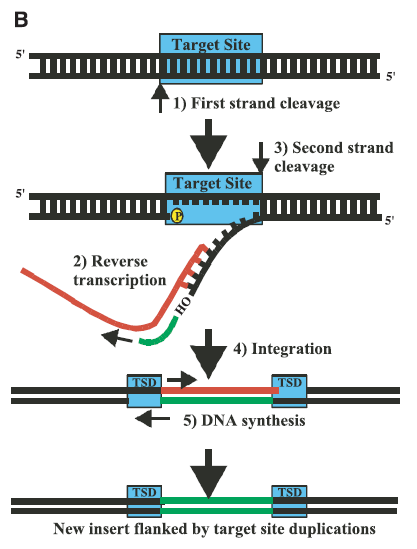 B
Target Site
5'
5'
1) First strand cleavage
3) Second strand
cleavage
5'
Target Site
P
5'
2) Reverse
transcription
HO
4) Integration
TSD
TSD
5) DNA synthesis
TSD
TSD
New insert flanked by target site duplications